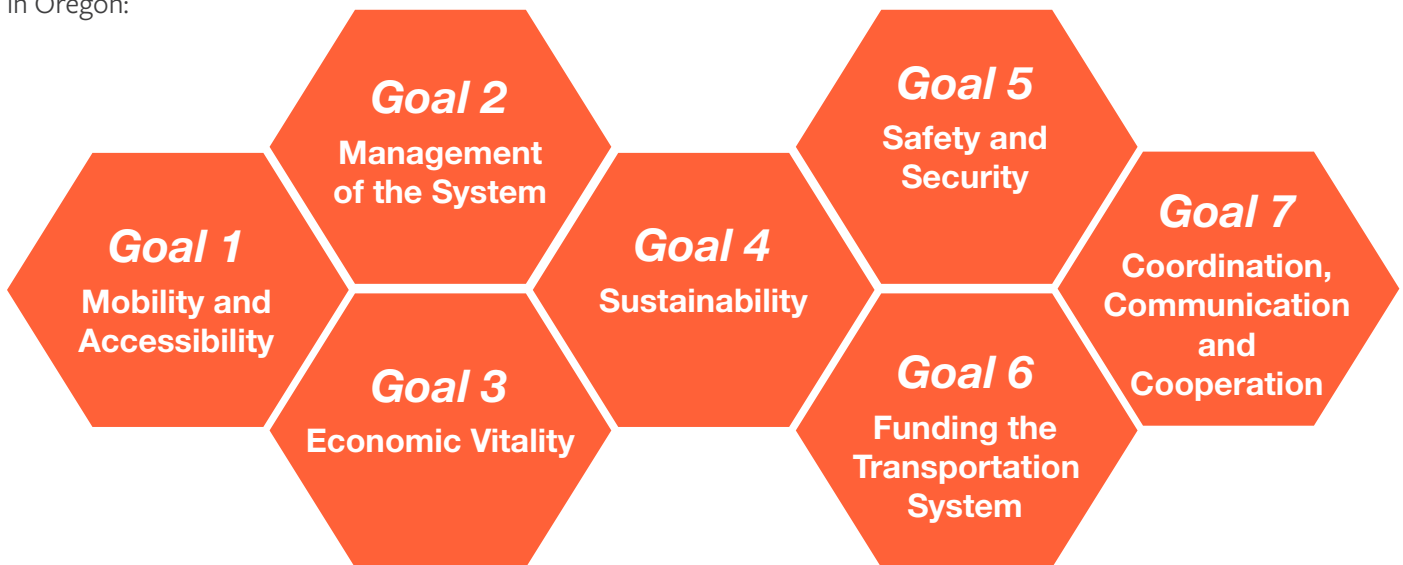 in Oregon:
Goal 1
Mobility and
Accessibility
Goal 2
Management
of the System
Goal 3
Economic Vitality
Goal 4
Sustainability
Goal 5
Safety and
Security
Goal 6
Funding the
Transportation
System
Goal 7
Coordination,
Communication
and
Cooperation